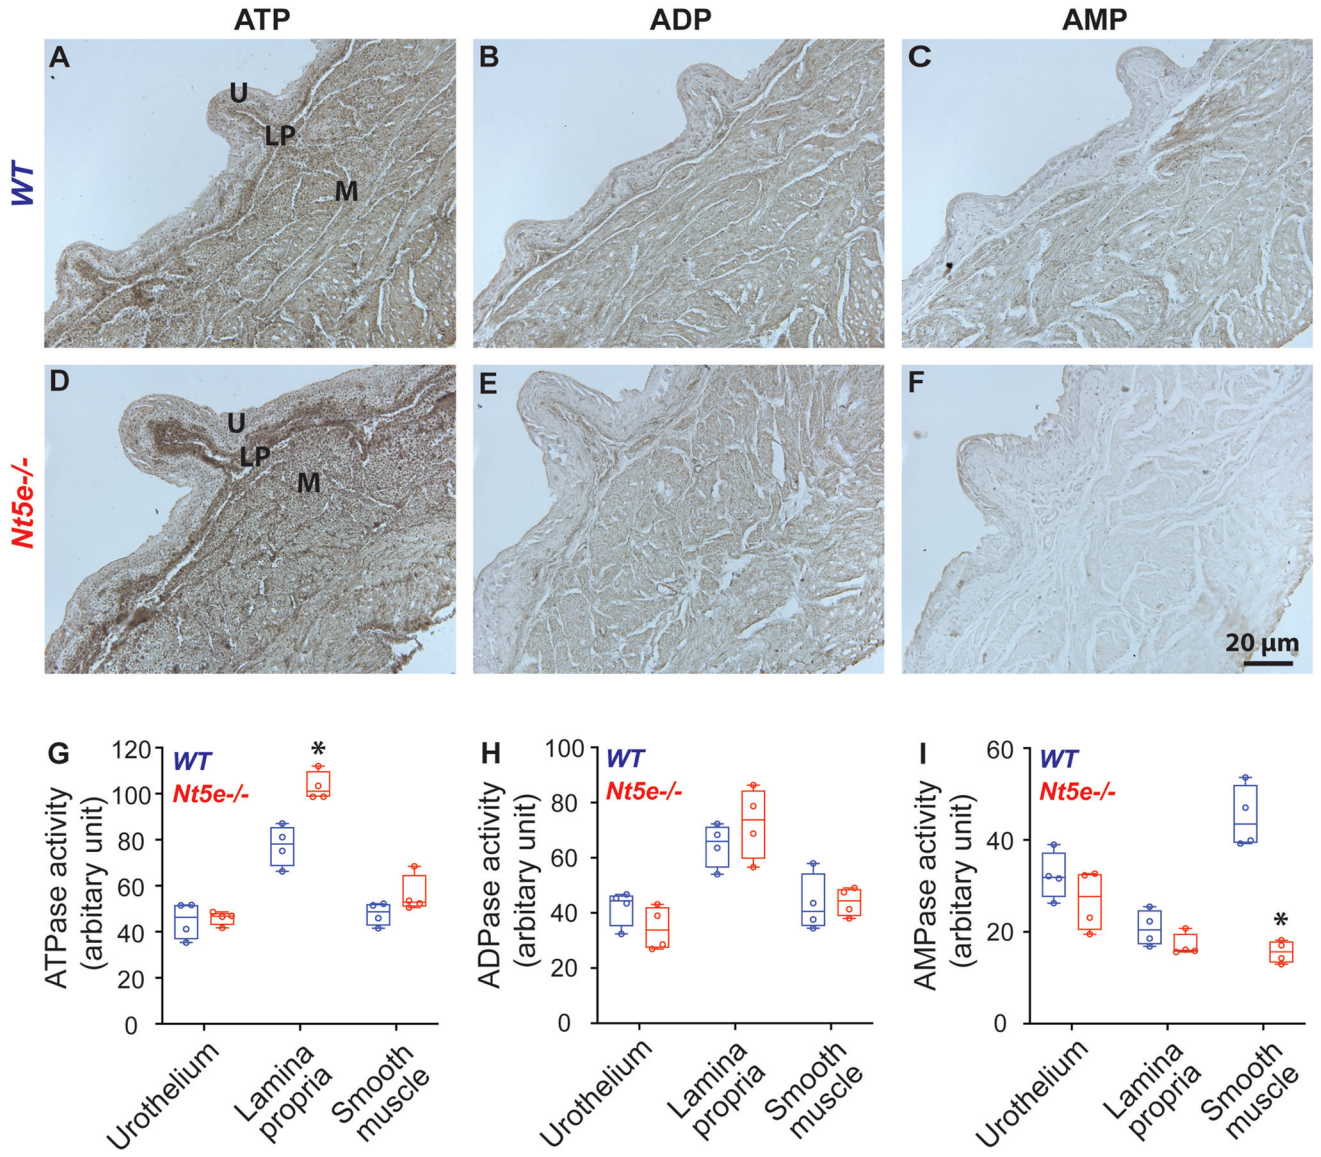 ATP ADP AMP
WT
A U LP M
B
C
Nt5e-/-
D U LP M
E
F
20 µm
G
ATPase activity
(arbitary unit)
120
100
80
60
40
20
0
WT
Nt5e-/-
*
Urothelium
Lamina
propria
Smooth
muscle
H
ADPase activity
(arbitary unit)
100
80
60
40
20
0
WT
Nt5e-/-
Urothelium
Lamina
propria
Smooth
muscle
I
AMPase activity
(arbitary unit)
60
40
20
0
WT
Nt5e-/-
*
Urothelium
Lamina
propria
Smooth
muscle